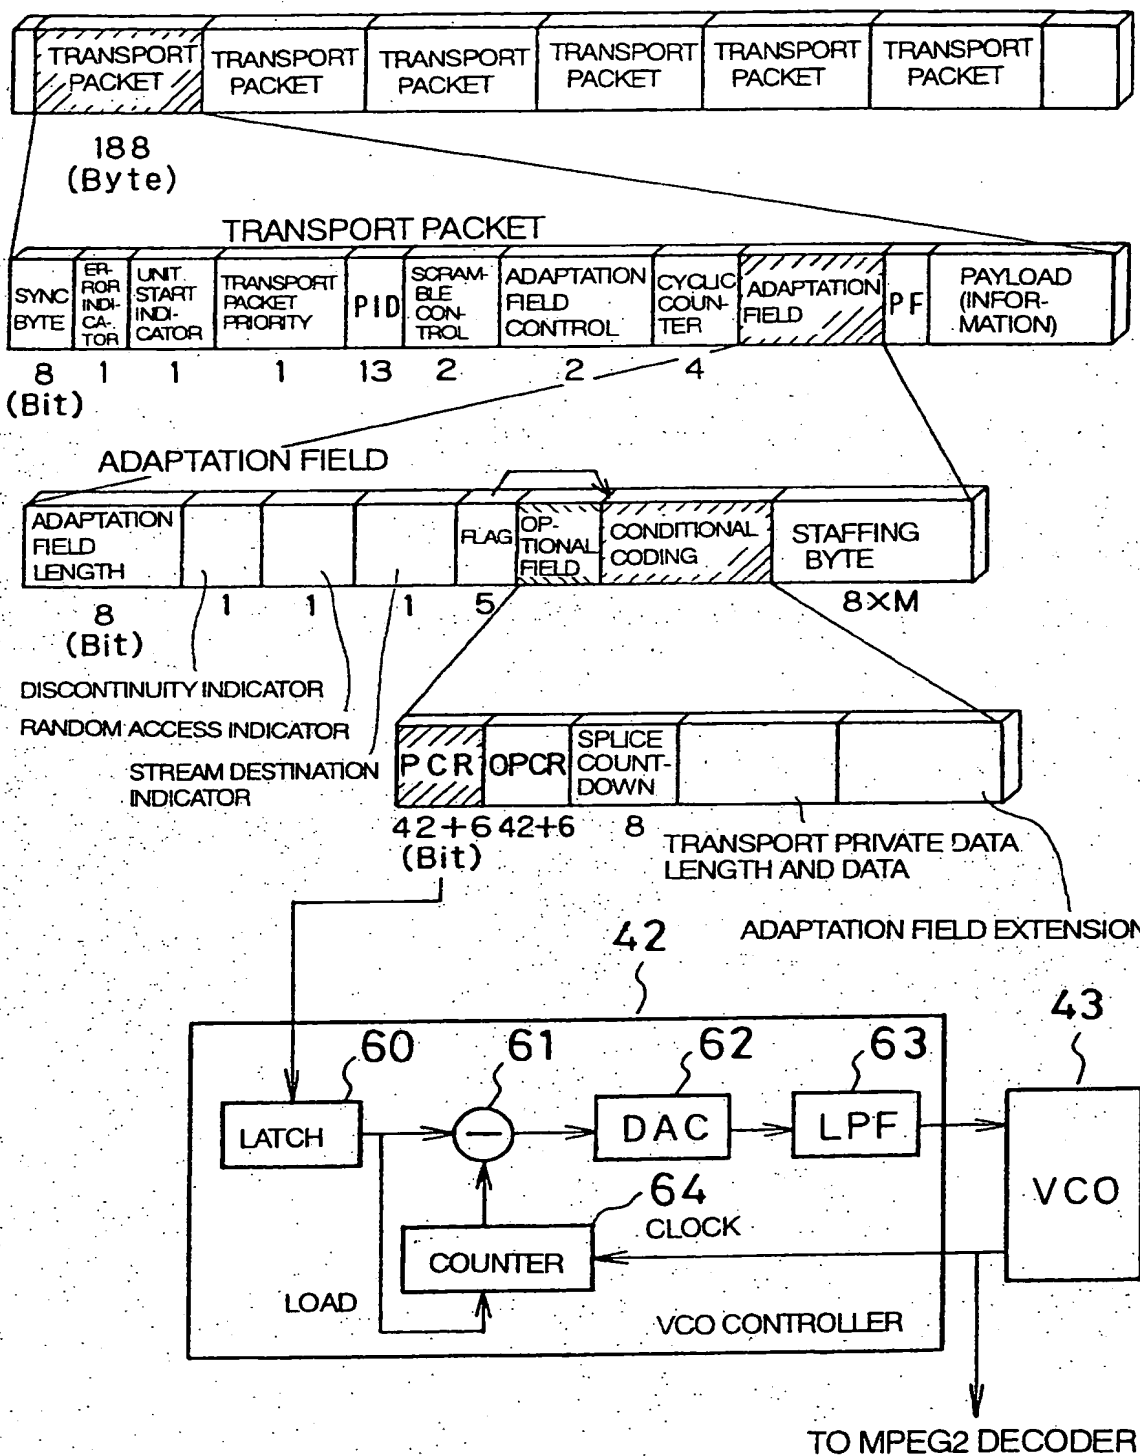 TRANSPORT PACKET
TRANSPORT PACKET
TRANSPORT PACKET
TRANSPORT PACKET
TRANSPORT PACKET
TRANSPORT PACKET
188
(Byte)
TRANSPORT PACKET
SYNC
BYTE
ER-
ROR
INDI-
CA-
TOR
UNIT
START
INDI-
CATOR
TRANSPORT
PACKET
PRIORITY
PID
SCRAM-
BLE
CON-
TROL
ADAPTATION
FIELD
CONTROL
CYCLIC
COUN-
TER
ADAPTATION
FIELD
PF
PAYLOAD
(INFOR-
MATION)
8 1 1 1 13 2 2 4
(Bit)
ADAPTATION FIELD
ADAPTATION
FIELD
LENGTH
FLAG
OP-
TIONAL
FIELD
CONDITIONAL
CODING
STAFFING
BYTE
8 1 1 1 5 8×M
(Bit)
DISCONTINUITY INDICATOR
RANDOM ACCESS INDICATOR
STREAM DESTINATION
INDICATOR
PCR
OPCR
SPLICE
COUNT-
DOWN
42+6 42+6 8
(Bit)
TRANSPORT PRIVATE DATA
LENGTH AND DATA
ADAPTATION FIELD EXTENSION
42
43
60
61
62
63
LATCH
−
DAC
LPF
VCO
64
CLOCK
COUNTER
LOAD
VCO CONTROLLER
TO MPEG2 DECODER